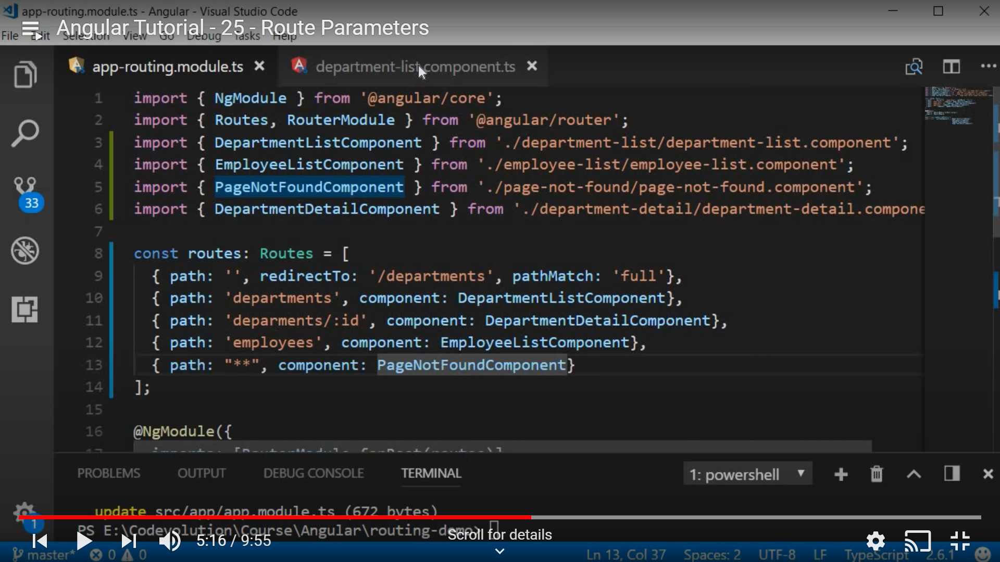 app-routing.module.ts - Angular - Visual Studio Code
Angular Tutorial - 25 - Route Parameters
File Edit Selection View Go Debug Tasks Help
app-routing.module.ts
department-list.component.ts
1 import { NgModule } from '@angular/core';
2 import { Routes, RouterModule } from '@angular/router';
3 import { DepartmentListComponent } from './department-list/department-list.component';
4 import { EmployeeListComponent } from './employee-list/employee-list.component';
5 import { PageNotFoundComponent } from './page-not-found/page-not-found.component';
6 import { DepartmentDetailComponent } from './department-detail/department-detail.compone
7
8 const routes: Routes = [
9 { path: '', redirectTo: '/departments', pathMatch: 'full'},
10 { path: 'departments', component: DepartmentListComponent},
11 { path: 'deparments/:id', component: DepartmentDetailComponent},
12 { path: 'employees', component: EmployeeListComponent},
13 { path: "**", component: PageNotFoundComponent}
14 ];
15
16 @NgModule({
17 imports: [RouterModule.forRoot(routes)]
33
PROBLEMS OUTPUT DEBUG CONSOLE TERMINAL 1: powershell
update src/app/app.module.ts (672 bytes)
1
PS E:\Codevolution\Course\Angular\routing-demo>
5:16 / 9:55
Scroll for details
master* 0 0 Ln 13, Col 37 Spaces: 2 UTF-8 LF TypeScript 2.6.1